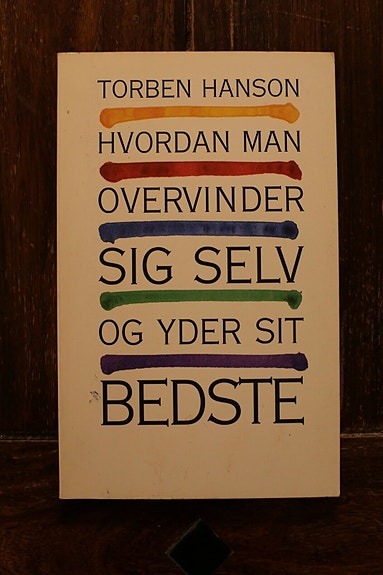 TORBEN HANSON
HVORDAN MAN
OVERVINDER
SIG SELV
OG YDER SIT
BEDSTE